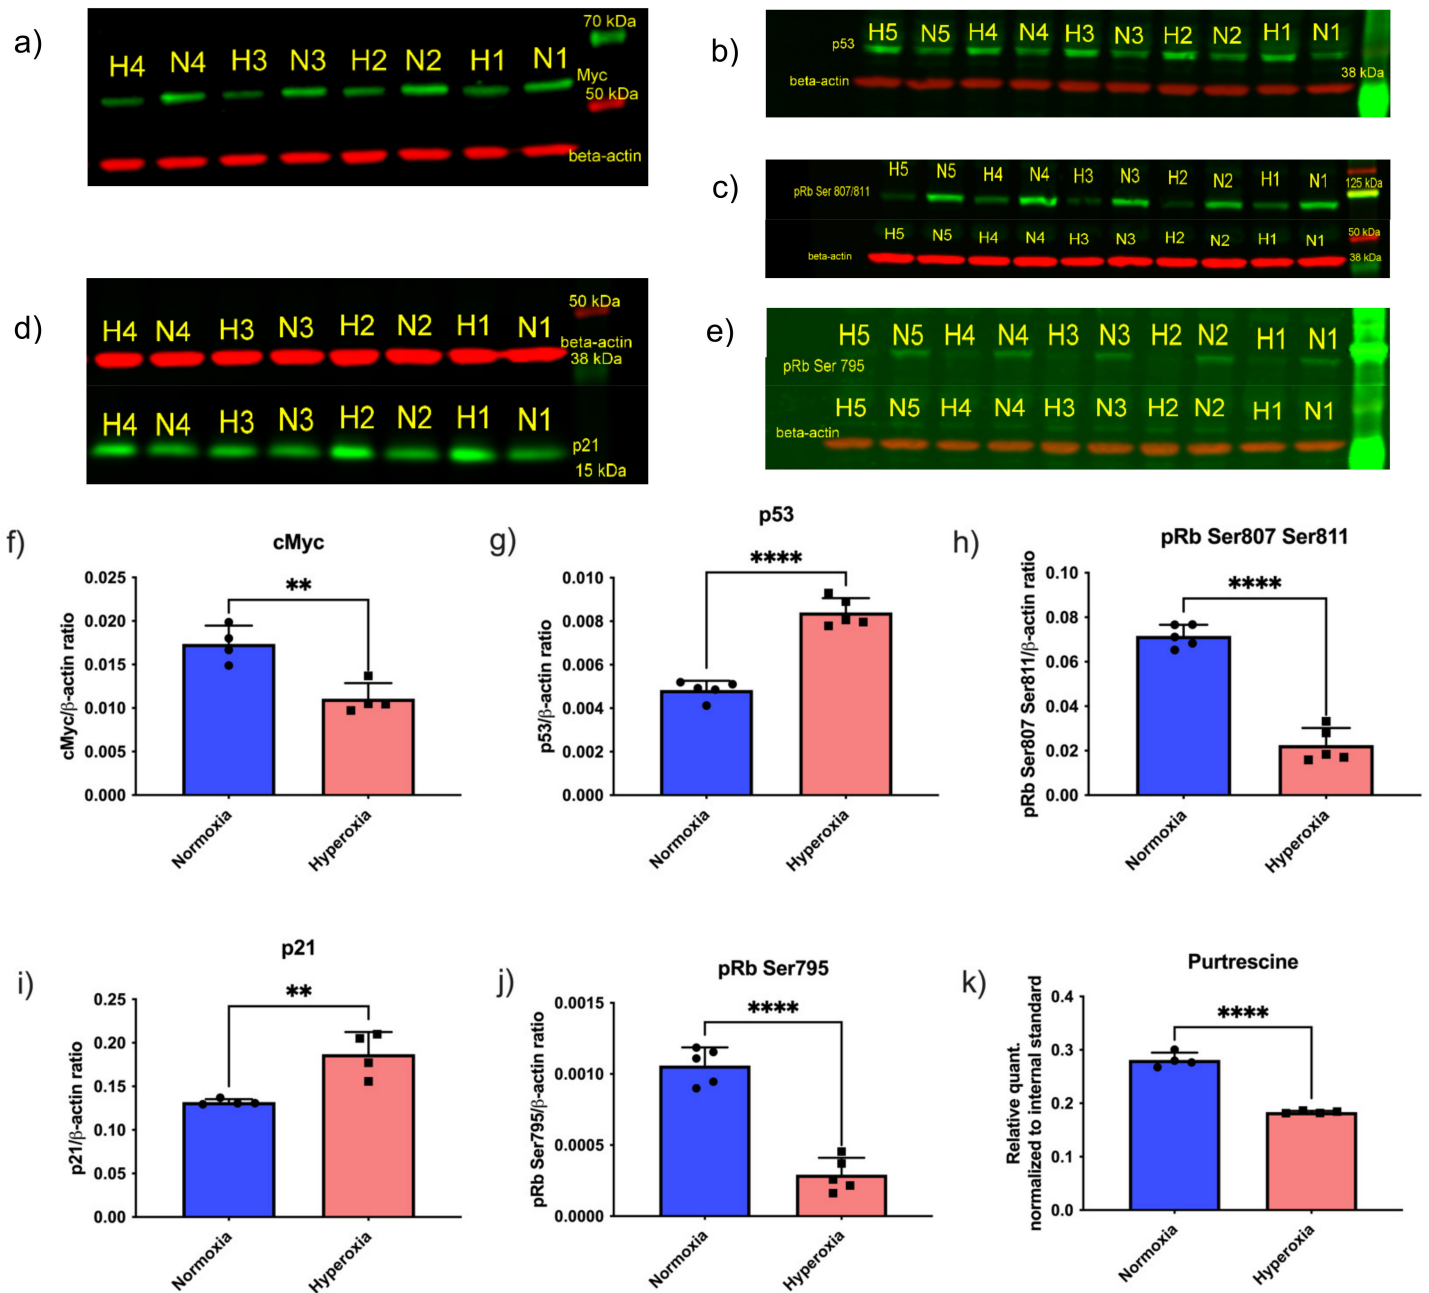 a)
70 kDa
H4 N4 H3 N3 H2 N2 H1 N1
Myc
50 kDa
beta-actin
b)
H5 N5 H4 N4 H3 N3 H2 N2 H1 N1
p53
beta-actin
38 kDa
c)
H5 N5 H4 N4 H3 N3 H2 N2 H1 N1
pRb Ser 807/811
125 kDa
H5 N5 H4 N4 H3 N3 H2 N2 H1 N1
50 kDa
beta-actin
38 kDa
d)
50 kDa
H4 N4 H3 N3 H2 N2 H1 N1
beta-actin
38 kDa
H4 N4 H3 N3 H2 N2 H1 N1
p21
15 kDa
e)
H5 N5 H4 N4 H3 N3 H2 N2 H1 N1
pRb Ser 795
H5 N5 H4 N4 H3 N3 H2 N2 H1 N1
beta-actin
f)
cMyc
**
cMyc/β-actin ratio
0.025
0.020
0.015
0.010
0.005
0.000
Normoxia
Hyperoxia
g)
p53
****
p53/β-actin ratio
0.010
0.008
0.006
0.004
0.002
0.000
Normoxia
Hyperoxia
h)
pRb Ser807 Ser811
****
pRb Ser807 Ser811/β-actin ratio
0.10
0.08
0.06
0.04
0.02
0.00
Normoxia
Hyperoxia
i)
p21
**
p21/β-actin ratio
0.25
0.20
0.15
0.10
0.05
0.00
Normoxia
Hyperoxia
j)
pRb Ser795
****
pRb Ser795/β-actin ratio
0.0015
0.0010
0.0005
0.0000
Normoxia
Hyperoxia
k)
Purtrescine
****
Relative quant.
normalized to internal standard
0.4
0.3
0.2
0.1
0.0
Normoxia
Hyperoxia